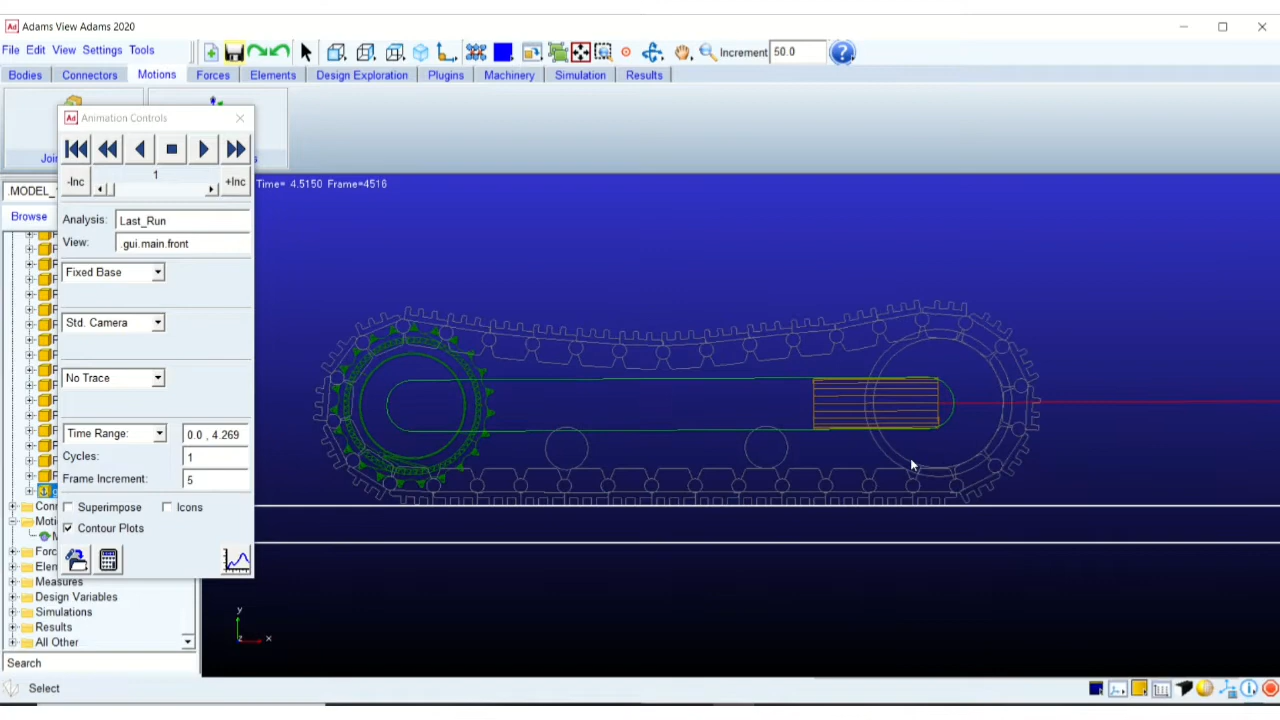 Ad Adams View Adams 2020
File Edit View Settings Tools
Increment 50.0
?
Bodies Connectors Motions Forces Elements Design Exploration Plugins Machinery Simulation Results
Ad Animation Controls
-Inc 1 +Inc
Time= 4.5150 Frame=4516
.MODEL_
Browse
Analysis: Last_Run
View: .gui.main.front
Fixed Base
Std. Camera
No Trace
Time Range: 0.0 , 4.269
Cycles: 1
Frame Increment: 5
Superimpose Icons
Contour Plots
Measures
Design Variables
Simulations
Results
All Other
Search
Select
y
z x